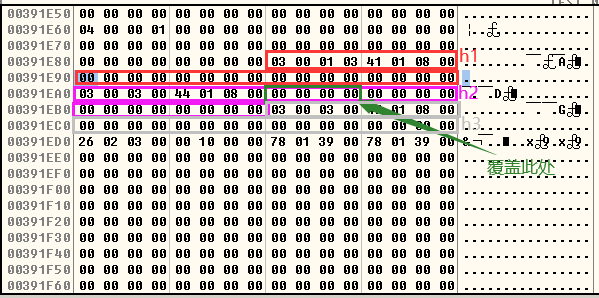 00391E50 00 00 00 00 00 00 00 00 00 00 00 00 00 00 00 00 ................
00391E60 04 00 00 01 00 00 00 00 00 00 00 00 00 00 00 00
00391E70 00 00 00 00 00 00 00 00 00 00 00 00 00 00 00 00 ................
00391E80 00 00 00 00 00 00 00 00 03 00 01 03 41 01 08 00 h1
00391E90 00 00 00 00 00 00 00 00 00 00 00 00 00 00 00 00
00391EA0 03 00 03 00 44 01 08 00 00 00 00 00 00 00 00 00 h2 D
00391EB0 00 00 00 00 00 00 00 00 03 00 03 00 01 08 00 G
00391EC0 00 00 00 00 00 00 00 00 00 00 00 00 00 00 00 00 h3
00391ED0 26 02 03 00 00 10 00 00 78 01 39 00 78 01 39 00 &
00391EE0 00 00 00 00 00 00 00 00 00 00 00 00 00 00 00 00
覆盖此处
00391EF0 00 00 00 00 00 00 00 00 00 00 00 00 00 00 00 00
00391F00 00 00 00 00 00 00 00 00 00 00 00 00 00 00 00 00 ................
00391F10 00 00 00 00 00 00 00 00 00 00 00 00 00 00 00 00 ................
00391F20 00 00 00 00 00 00 00 00 00 00 00 00 00 00 00 00 ................
00391F30 00 00 00 00 00 00 00 00 00 00 00 00 00 00 00 00 ................
00391F40 00 00 00 00 00 00 00 00 00 00 00 00 00 00 00 00 ................
00391F50 00 00 00 00 00 00 00 00 00 00 00 00 00 00 00 00 ................
00391F60 00 00 00 00 00 00 00 00 00 00 00 00 00 00 00 00 ................